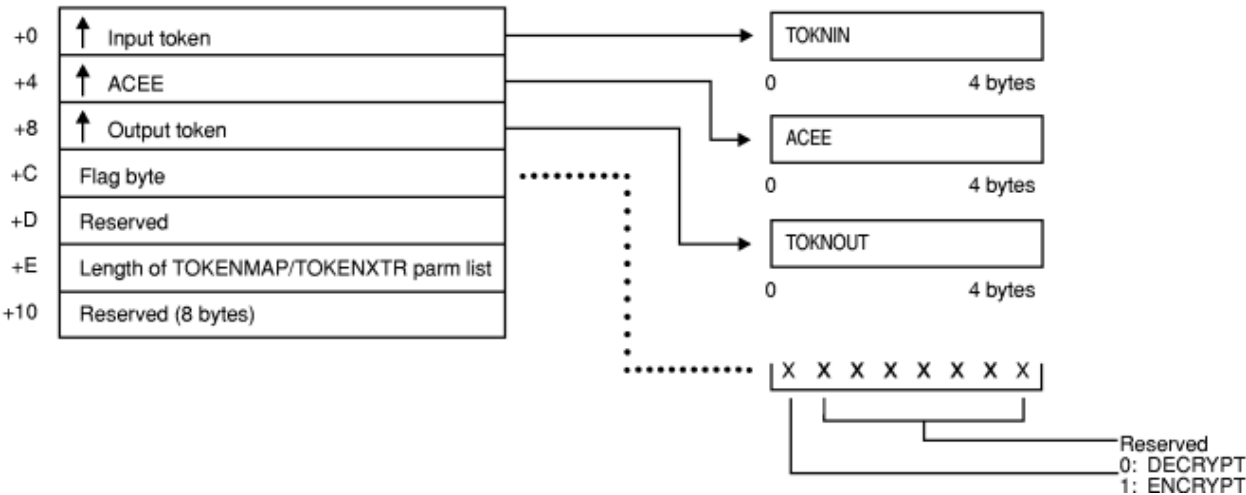 +0 Input token
+4 ACEE
+8 Output token
+C Flag byte
+D Reserved
+E Length of TOKENMAP/TOKENXTR parm list
+10 Reserved (8 bytes)
TOKNIN
0 4 bytes
ACEE
0 4 bytes
TOKNOUT
0 4 bytes
X X X X X X X X
Reserved
0: DECRYPT
1: ENCRYPT